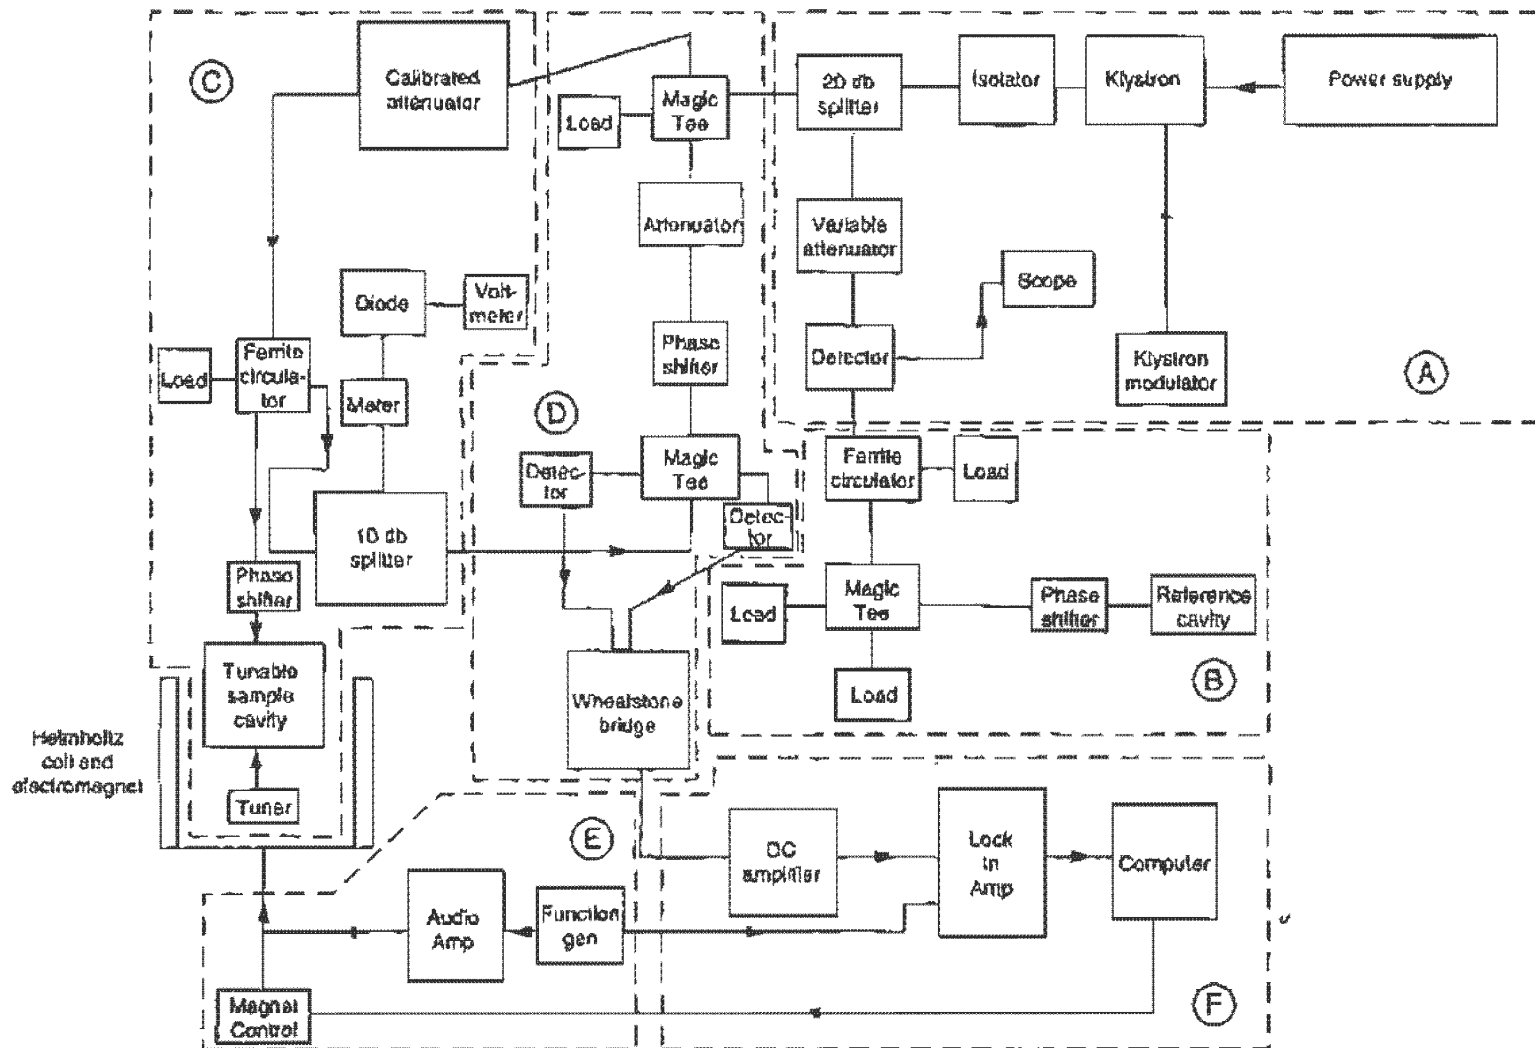 C
Calibrated
attenuator
Load
Magic
Tee
20 db
splitter
Isolator
Klystron
Power supply
Attenuator
Variable
attenuator
Scope
Diode
Volt-
meter
Load
Ferrite
circula-
tor
Meter
Phase
shifter
Detector
Klystron
modulator
A
D
Detec-
tor
Magic
Tee
Detec-
tor
Ferrite
circulator
Load
10 db
splitter
Phase
shifter
Load
Magic
Tee
Phase
shifter
Reference
cavity
Tunable
sample
cavity
Wheatstone
bridge
Load
B
Helmholtz
coil and
electromagnet
Tuner
E
DC
amplifier
Lock
in
Amp
Computer
Audio
Amp
Function
gen
Magnet
Control
F